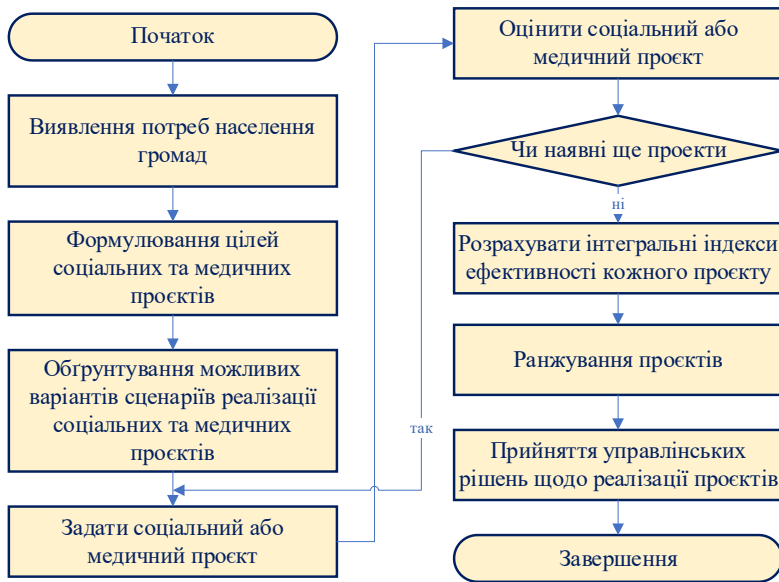 Початок
Виявлення потреб населення
громад
Формулювання цілей
соціальних та медичних
проєктів
Обґрунтування можливих
варіантів сценаріїв реалізації
соціальних та медичних
проєктів
Задати соціальний або
медичний проєкт
Оцінити соціальний або
медичний проєкт
Чи наявні ще проекти
так
ні
Розрахувати інтегральні індекси
ефективності кожного проєкту
Ранжування проєктів
Прийняття управлінських
рішень щодо реалізації проєктів
Завершення